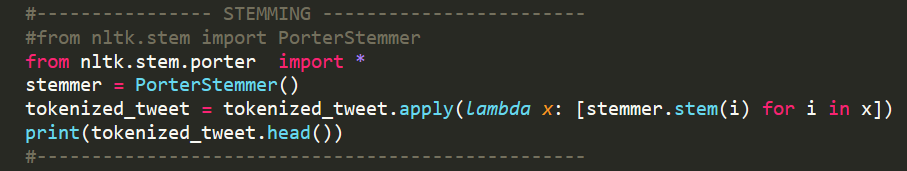 #--------------- STEMMING -------------------------
#from nltk.stem import PorterStemmer
from nltk.stem.porter  import *
stemmer = PorterStemmer()
tokenized_tweet = tokenized_tweet.apply(lambda x: [stemmer.stem(i) for i in x])
print(tokenized_tweet.head())
#----------------------------------------------------